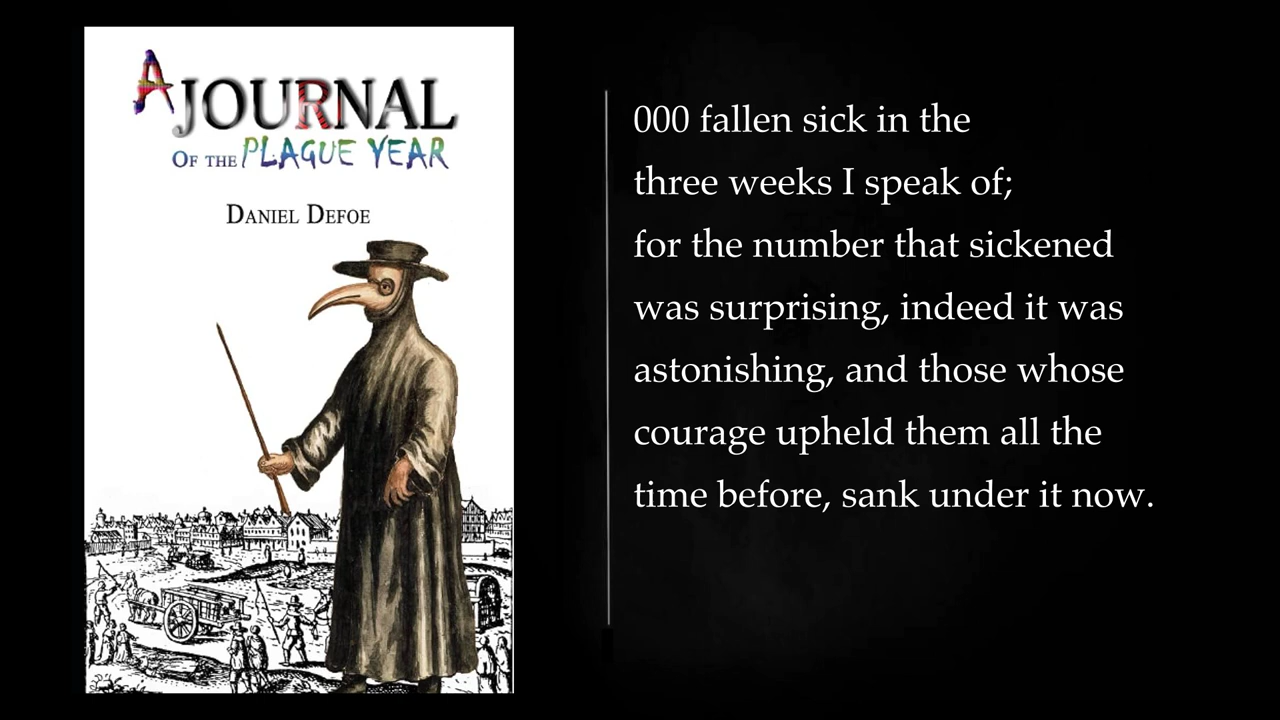 A JOURNAL
OF THE PLAGUE YEAR
DANIEL DEFOE
000 fallen sick in the
three weeks I speak of;
for the number that sickened
was surprising, indeed it was
astonishing, and those whose
courage upheld them all the
time before, sank under it now.